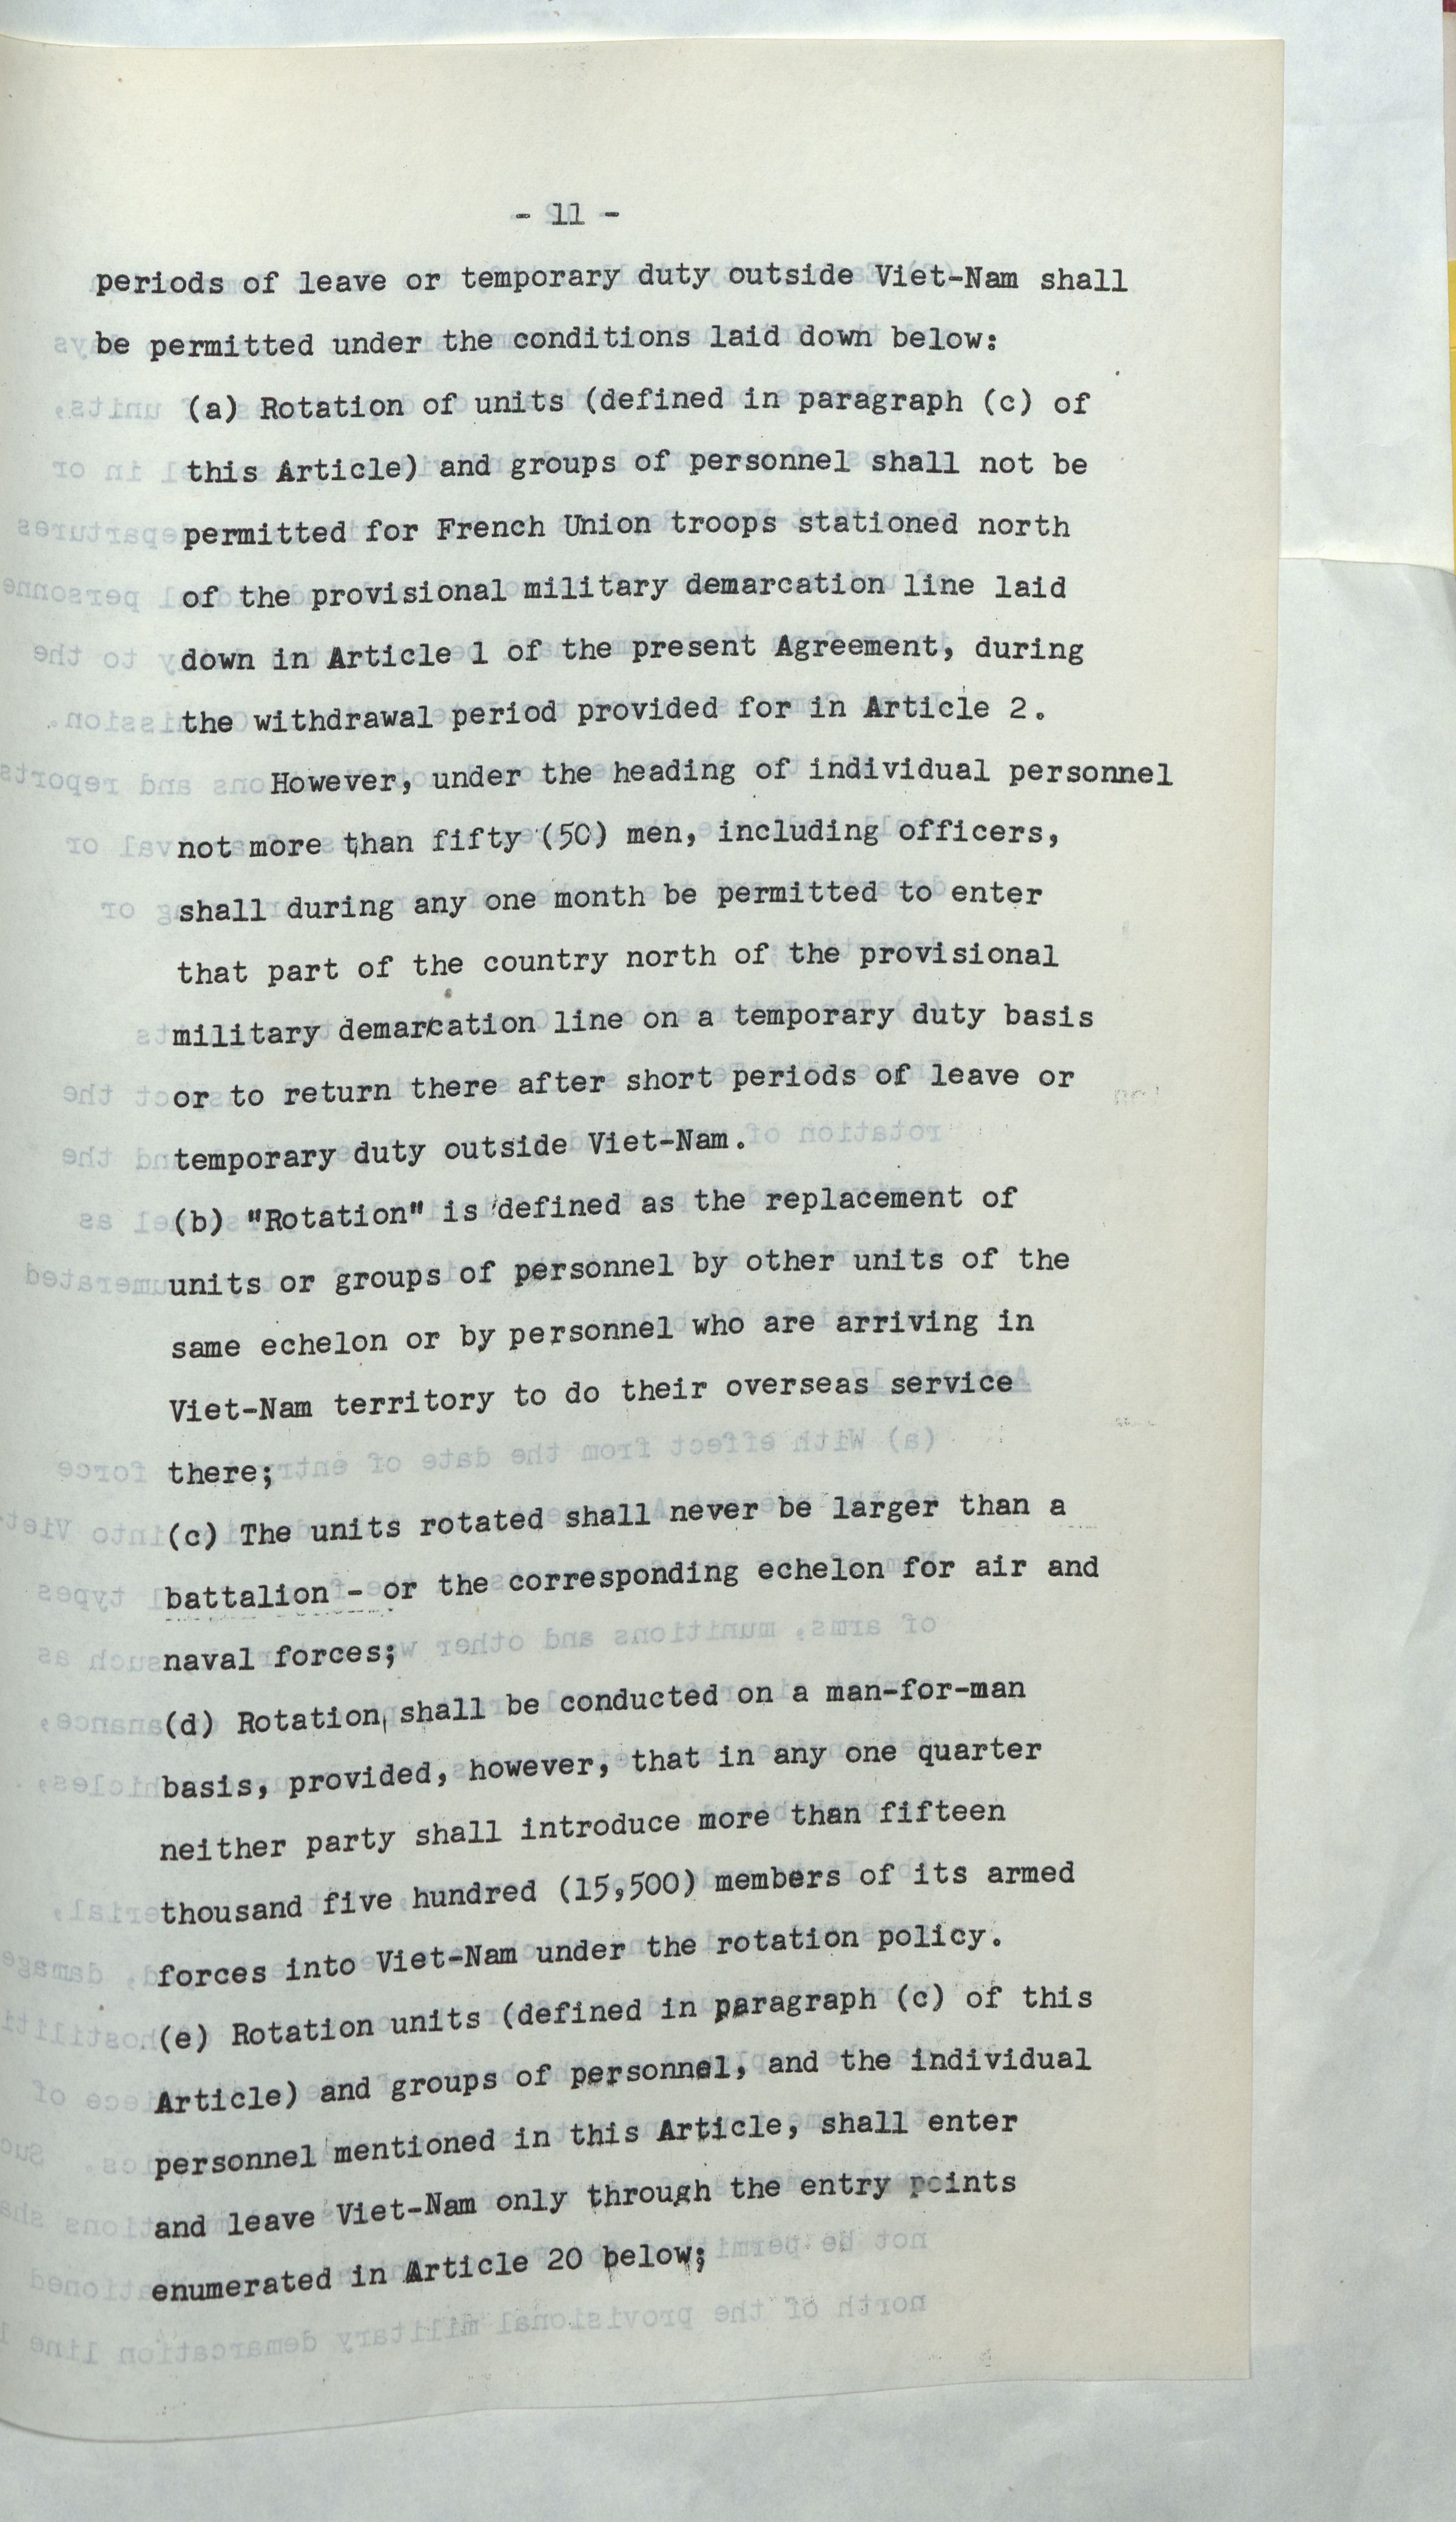 - 11 -
periods of leave or temporary duty outside Viet-Nam shall
be permitted under the conditions laid down below:
(a) Rotation of units (defined in paragraph (c) of
this Article) and groups of personnel shall not be
permitted for French Union troops stationed north
of the provisional military demarcation line laid
down in Article 1 of the present Agreement, during
the withdrawal period provided for in Article 2.
However, under the heading of individual personnel
not more than fifty (50) men, including officers,
shall during any one month be permitted to enter
that part of the country north of the provisional
military demarcation line on a temporary duty basis
or to return there after short periods of leave or
temporary duty outside Viet-Nam.
(b) "Rotation" is defined as the replacement of
units or groups of personnel by other units of the
same echelon or by personnel who are arriving in
Viet-Nam territory to do their overseas service
there;
(c) The units rotated shall never be larger than a
battalion - or the corresponding echelon for air and
naval forces;
(d) Rotation shall be conducted on a man-for-man
basis, provided, however, that in any one quarter
neither party shall introduce more than fifteen
thousand five hundred (15,500) members of its armed
forces into Viet-Nam under the rotation policy.
(e) Rotation units (defined in paragraph (c) of this
Article) and groups of personnel, and the individual
personnel mentioned in this Article, shall enter
and leave Viet-Nam only through the entry points
enumerated in Article 20 below;